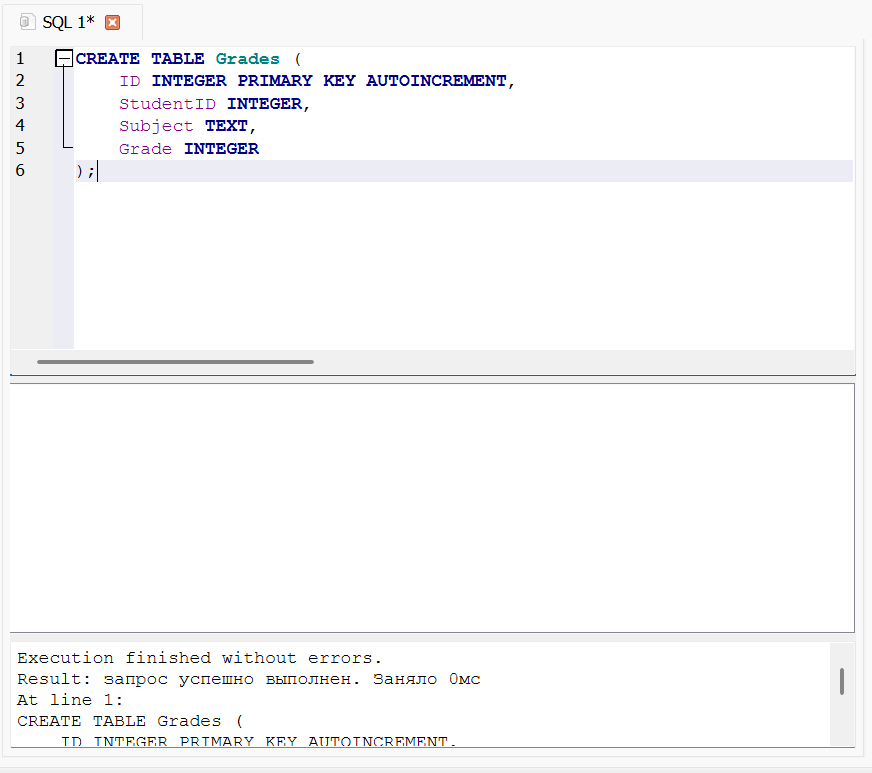 SQL 1*
1 CREATE TABLE Grades (
2 ID INTEGER PRIMARY KEY AUTOINCREMENT,
3 StudentID INTEGER,
4 Subject TEXT,
5 Grade INTEGER
6 );
Execution finished without errors.
Result: запрос успешно выполнен. Заняло 0мс
At line 1:
CREATE TABLE Grades (
ID INTEGER PRIMARY KEY AUTOINCREMENT,